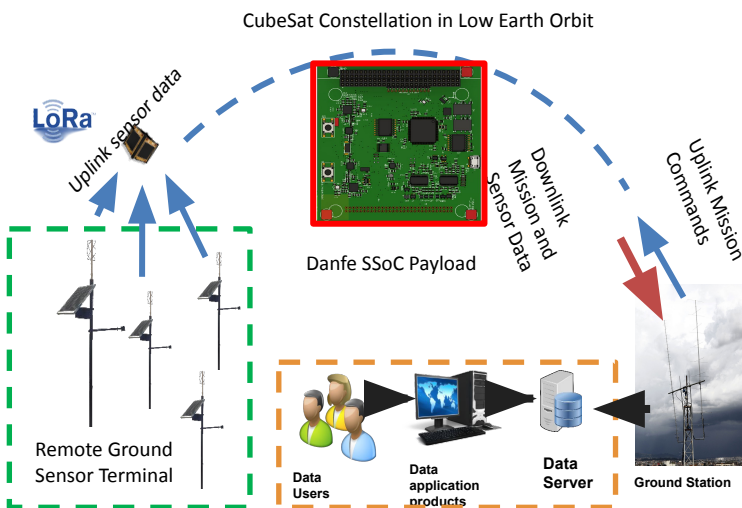 CubeSat Constellation in Low Earth Orbit
LoRa™
Uplink sensor data
Downlink
Mission and
Sensor Data
Uplink Mission
Commands
Danfe SSoC Payload
Remote Ground
Sensor Terminal
Data
Users
Data
application
products
Data
Server
Ground Station